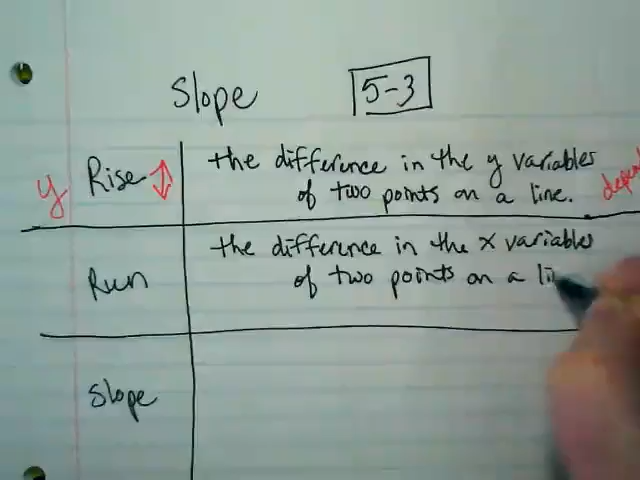 Slope 5-3
y Rise the difference in the y variables
of two points on a line.
Run the difference in the x variables
of two points on a
Slope